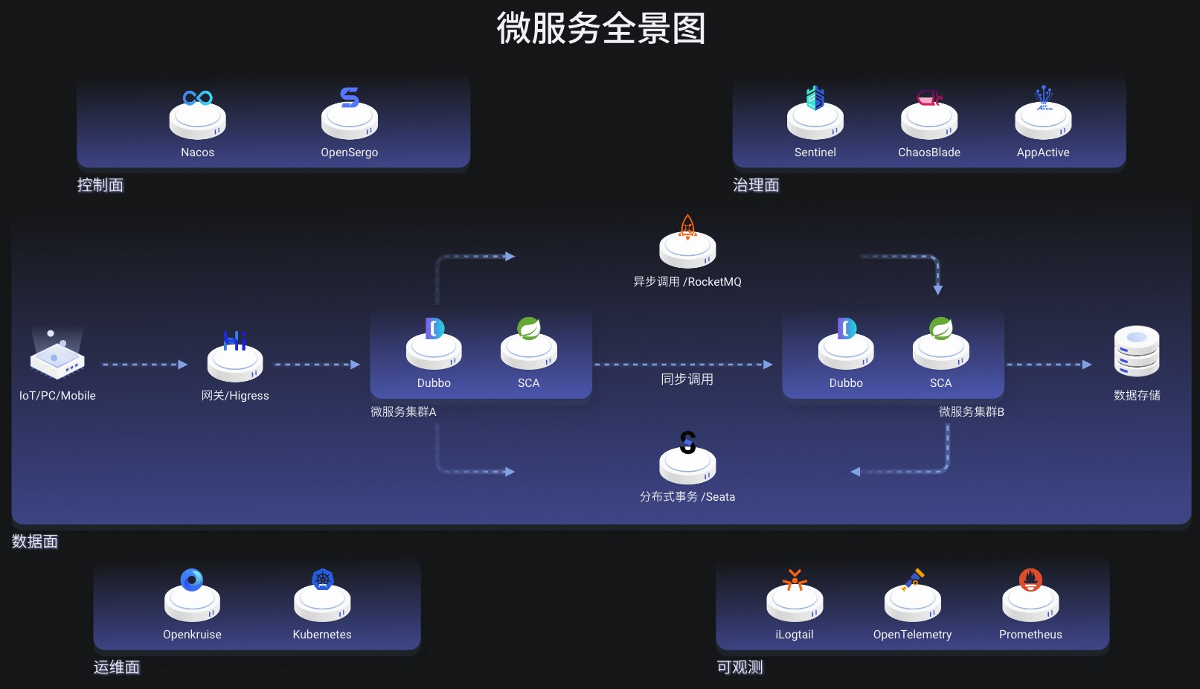 微服务全景图
Nacos
OpenSergo
控制面
Sentinel
ChaosBlade
AppActive
治理面
异步调用 /RocketMQ
IoT/PC/Mobile
网关/Higress
Dubbo
SCA
微服务集群A
同步调用
Dubbo
SCA
微服务集群B
数据存储
分布式事务 /Seata
数据面
Openkruise
Kubernetes
运维面
iLogtail
OpenTelemetry
Prometheus
可观测